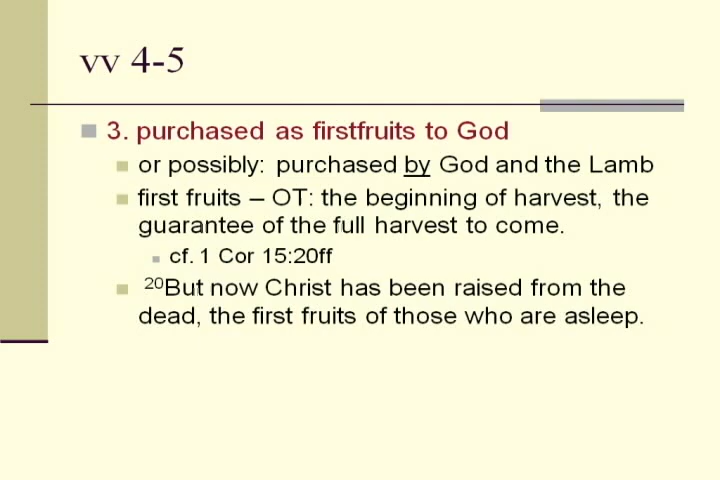 vv 4-5
3. purchased as firstfruits to God
or possibly: purchased by God and the Lamb
first fruits – OT: the beginning of harvest, the
guarantee of the full harvest to come.
cf. 1 Cor 15:20ff
20But now Christ has been raised from the
dead, the first fruits of those who are asleep.